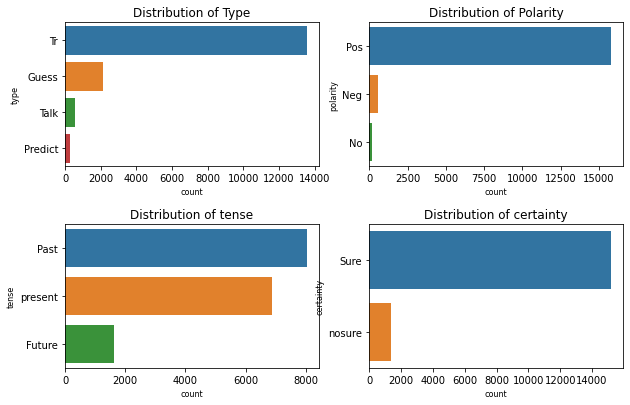 Distribution of Type
Tr
Guess
Talk
Predict
type
0 2000 4000 6000 8000 10000 12000 14000
count
Distribution of Polarity
Pos
Neg
No
polarity
0 2500 5000 7500 10000 12500 15000
count
Distribution of tense
Past
present
Future
tense
0 2000 4000 6000 8000
count
Distribution of certainty
Sure
nosure
certainty
0 2000 4000 6000 8000 10000 12000 14000
count